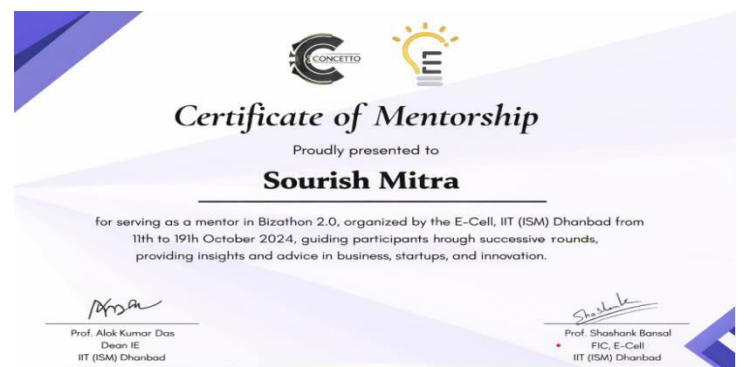 CONCETTO
E
Certificate of Mentorship
Proudly presented to
Sourish Mitra
for serving as a mentor in Bizathon 2.0, organized by the E-Cell, IIT (ISM) Dhanbad from
11th to 191h October 2024, guiding participants hrough successive rounds,
providing insights and advice in business, startups, and innovation.
Shashank
Prof. Alok Kumar Das
Dean IE
IIT (ISM) Dhanbad
Prof. Shashank Bansal
FIC, E-Cell
IIT (ISM) Dhanbad